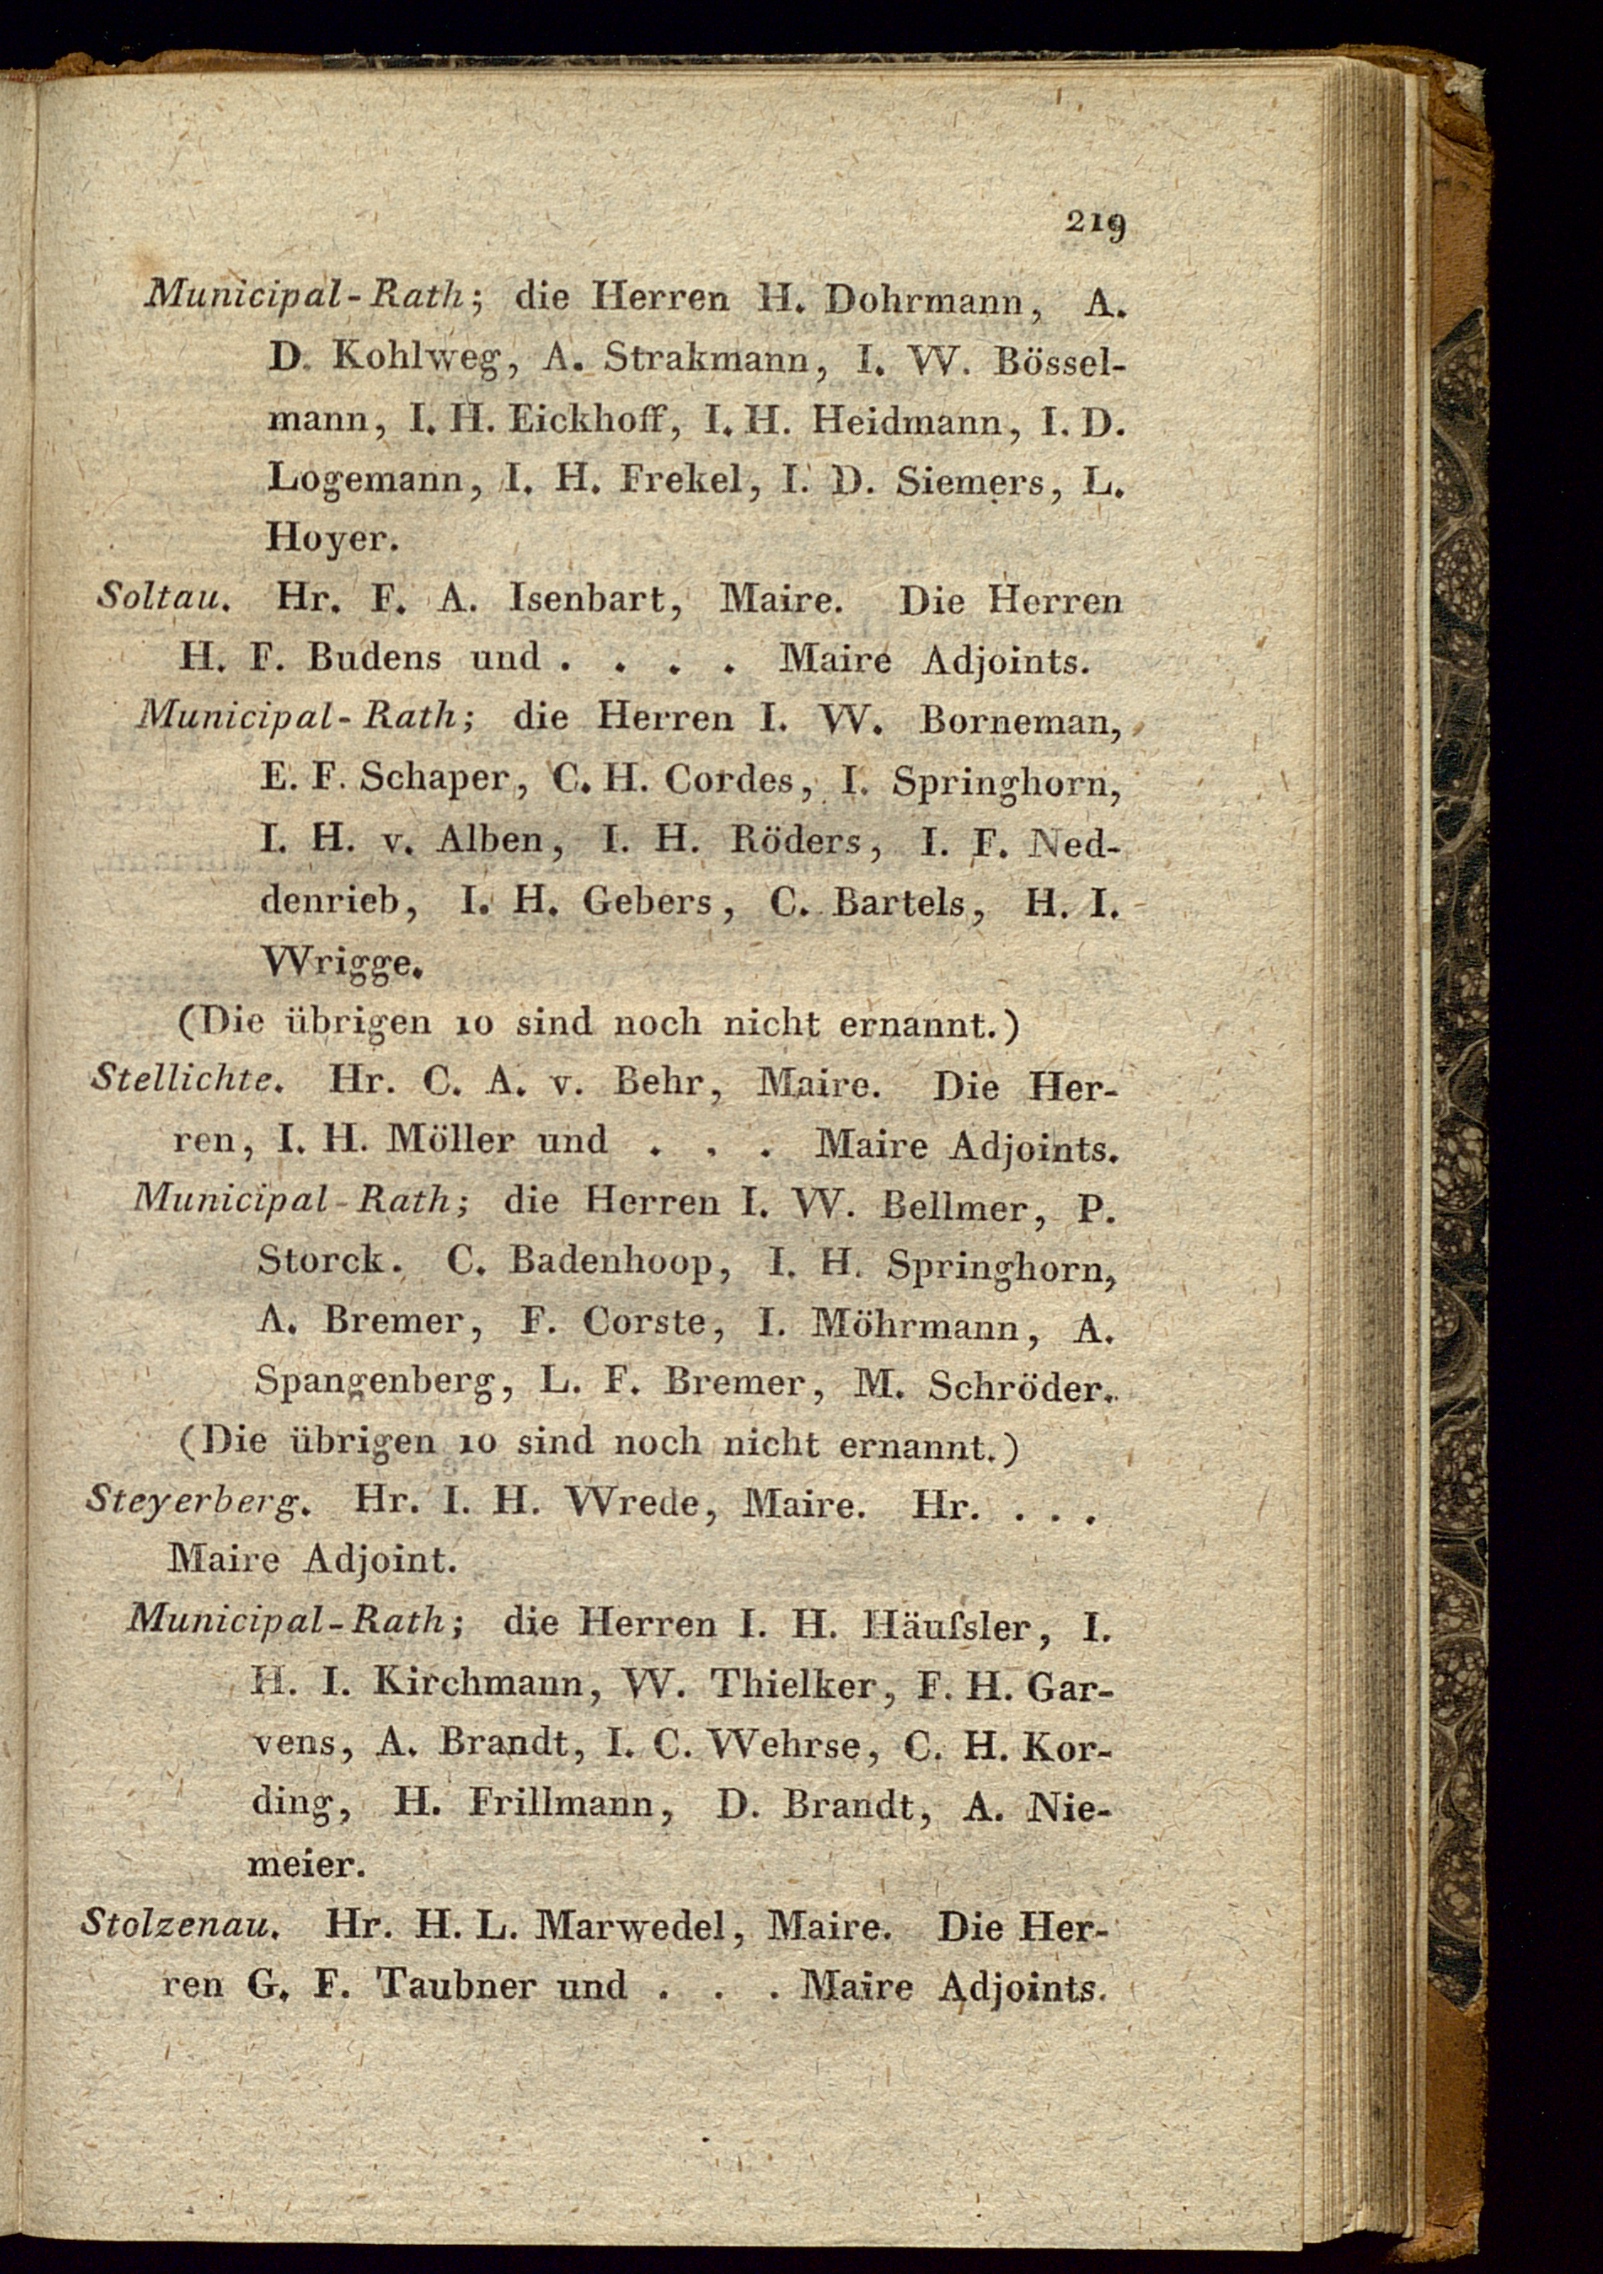 219
Municipal-Rath; die Herren H. Dohrmann, A.
D. Kohlweg, A. Strakmann, I. W. Bössel-
mann, I. H. Eickhoff, I. H. Heidmann, I. D.
Logemann, I. H. Frekel, I. D. Siemers, L.
Hoyer.
Soltau. Hr. F. A. Isenbart, Maire. Die Herren
H. F. Budens und . . . . Maire Adjoints.
Municipal-Rath; die Herren I. W. Borneman,
E. F. Schaper, C. H. Cordes, I. Springhorn,
I. H. v. Alben, I. H. Röders, I. F. Ned-
denrieb, I. H. Gebers, C. Bartels, H. I.
Wrigge.
(Die übrigen 10 sind noch nicht ernannt.)
Stellichte. Hr. C. A. v. Behr, Maire. Die Her-
ren, I. H. Möller und . . . Maire Adjoints.
Municipal-Rath; die Herren I. W. Bellmer, P.
Storck. C. Badenhoop, I. H. Springhorn,
A. Bremer, F. Corste, I. Möhrmann, A.
Spangenberg, L. F. Bremer, M. Schröder.
(Die übrigen 10 sind noch nicht ernannt.)
Steyerberg. Hr. I. H. Wrede, Maire. Hr. . . .
Maire Adjoint.
Municipal-Rath; die Herren I. H. Häuſsler, I.
H. I. Kirchmann, W. Thielker, F. H. Gar-
vens, A. Brandt, I. C. Wehrse, C. H. Kor-
ding, H. Frillmann, D. Brandt, A. Nie-
meier.
Stolzenau. Hr. H. L. Marwedel, Maire. Die Her-
ren G. F. Taubner und . . . Maire Adjoints.